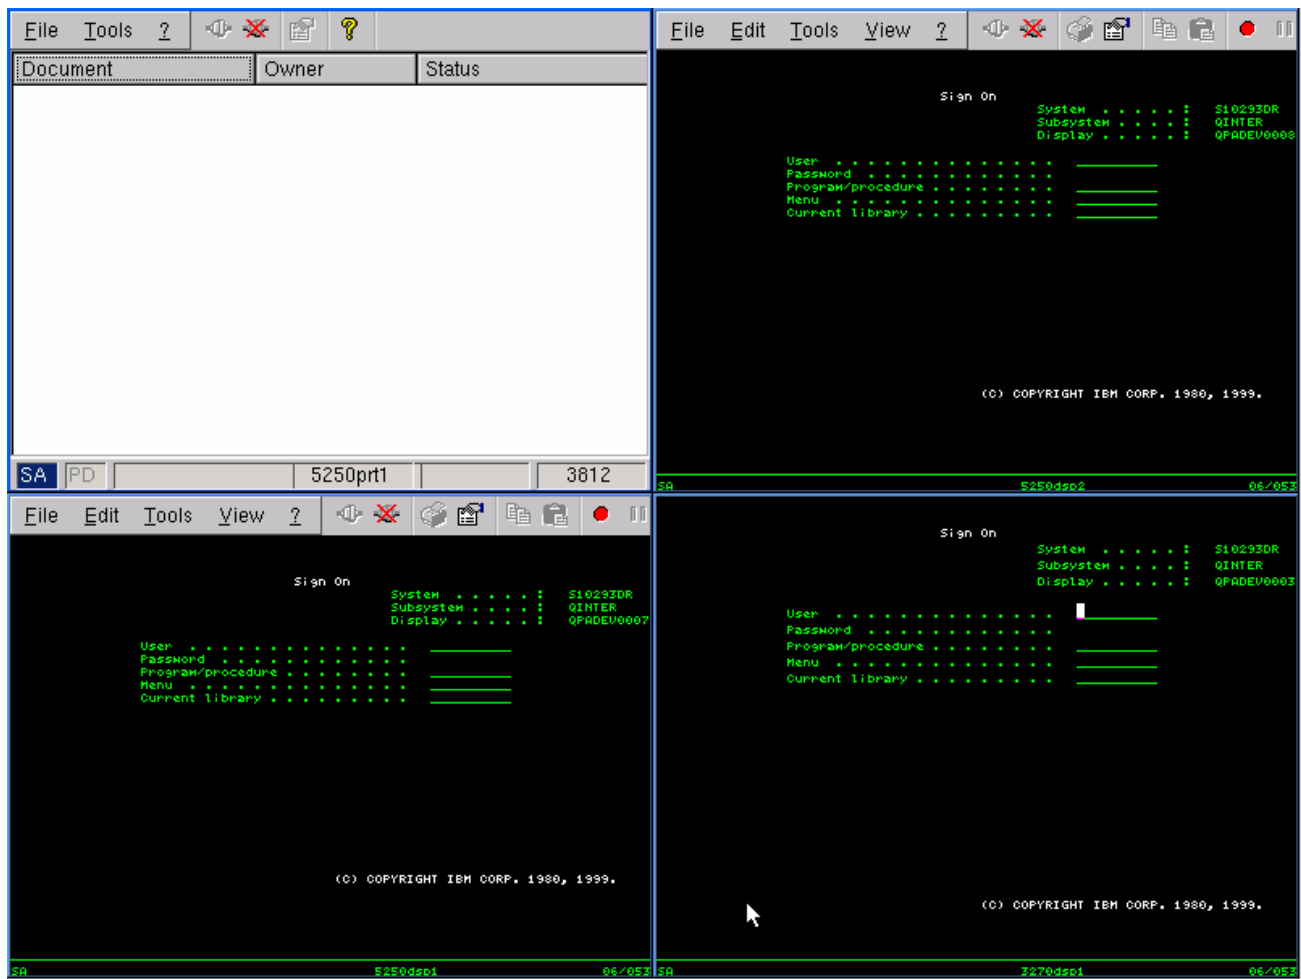 File Tools ?
Document Owner Status
SA PD 5250prt1 3812
File Edit Tools View ?
Sign On
System . . . . . : S10293DR
Subsystem . . . . : QINTER
Display . . . . . : QPADEV0008
User . . . . . . . . . . . . . .
Password . . . . . . . . . . . .
Program/procedure . . . . . . . .
Menu . . . . . . . . . . . . . .
Current library . . . . . . . . .
(C) COPYRIGHT IBM CORP. 1980, 1999.
SA 5250dsp2 06/053
File Edit Tools View ?
Sign On
System . . . . . : S10293DR
Subsystem . . . . : QINTER
Display . . . . . : QPADEV0007
User . . . . . . . . . . . . . .
Password . . . . . . . . . . . .
Program/procedure . . . . . . . .
Menu . . . . . . . . . . . . . .
Current library . . . . . . . . .
(C) COPYRIGHT IBM CORP. 1980, 1999.
SA 5250dsp1 06/053
Sign On
System . . . . . : S10293DR
Subsystem . . . . : QINTER
Display . . . . . : QPADEV0003
User . . . . . . . . . . . . . .
Password . . . . . . . . . . . .
Program/procedure . . . . . . . .
Menu . . . . . . . . . . . . . .
Current library . . . . . . . . .
(C) COPYRIGHT IBM CORP. 1980, 1999.
SA 3270dsp1 06/053